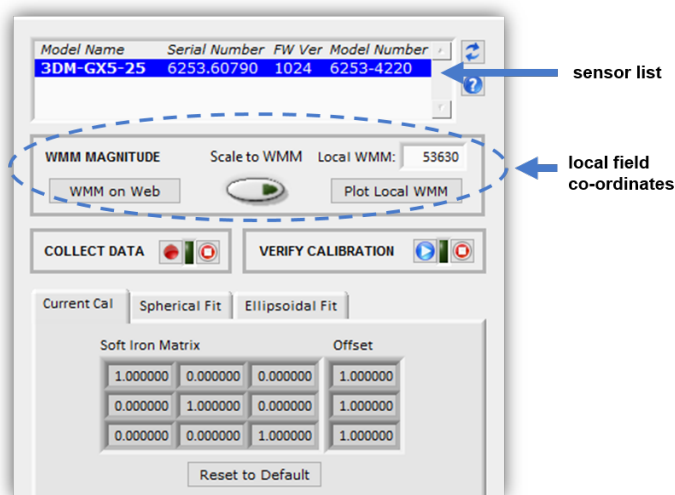 Model Name Serial Number FW Ver Model Number
3DM-GX5-25 6253.60790 1024 6253-4220
sensor list
WMM MAGNITUDE Scale to WMM Local WMM: 53630
WMM on Web Plot Local WMM
local field
co-ordinates
COLLECT DATA VERIFY CALIBRATION
Current Cal Spherical Fit Ellipsoidal Fit
Soft Iron Matrix Offset
1.000000 0.000000 0.000000 1.000000
0.000000 1.000000 0.000000 1.000000
0.000000 0.000000 1.000000 1.000000
Reset to Default